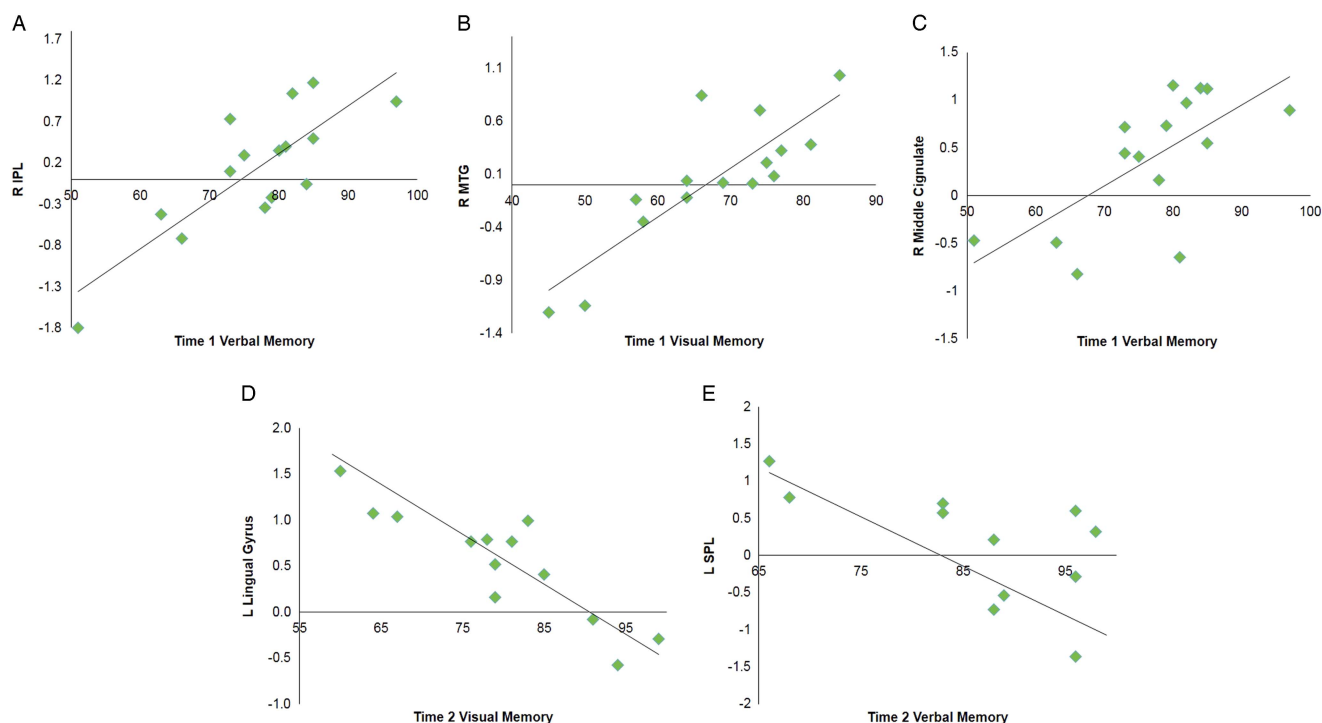 A
R IPL
1.7
1.2
0.7
0.2
-0.3
-0.8
-1.3
-1.8
50 60 70 80 90 100
Time 1 Verbal Memory
B
R MTG
1.1
0.6
0.1
-0.4
-0.9
-1.4
40 50 60 70 80 90
Time 1 Visual Memory
C
R Middle Cignulate
1.5
1
0.5
0
-0.5
-1
-1.5
50 60 70 80 90 100
Time 1 Verbal Memory
D
L Lingual Gyrus
2.0
1.5
1.0
0.5
0.0
-0.5
-1.0
55 65 75 85 95
Time 2 Visual Memory
E
L SPL
2
1.5
1
0.5
0
-0.5
-1
-1.5
-2
65 75 85 95
Time 2 Verbal Memory